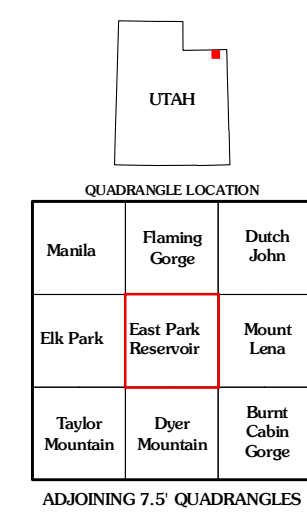 UTAH
QUADRANGLE LOCATION
Manila
Flaming
Gorge
Dutch
John
Elk Park
East Park
Reservoir
Mount
Lena
Taylor
Mountain
Dyer
Mountain
Burnt
Cabin
Gorge
ADJOINING 7.5' QUADRANGLES